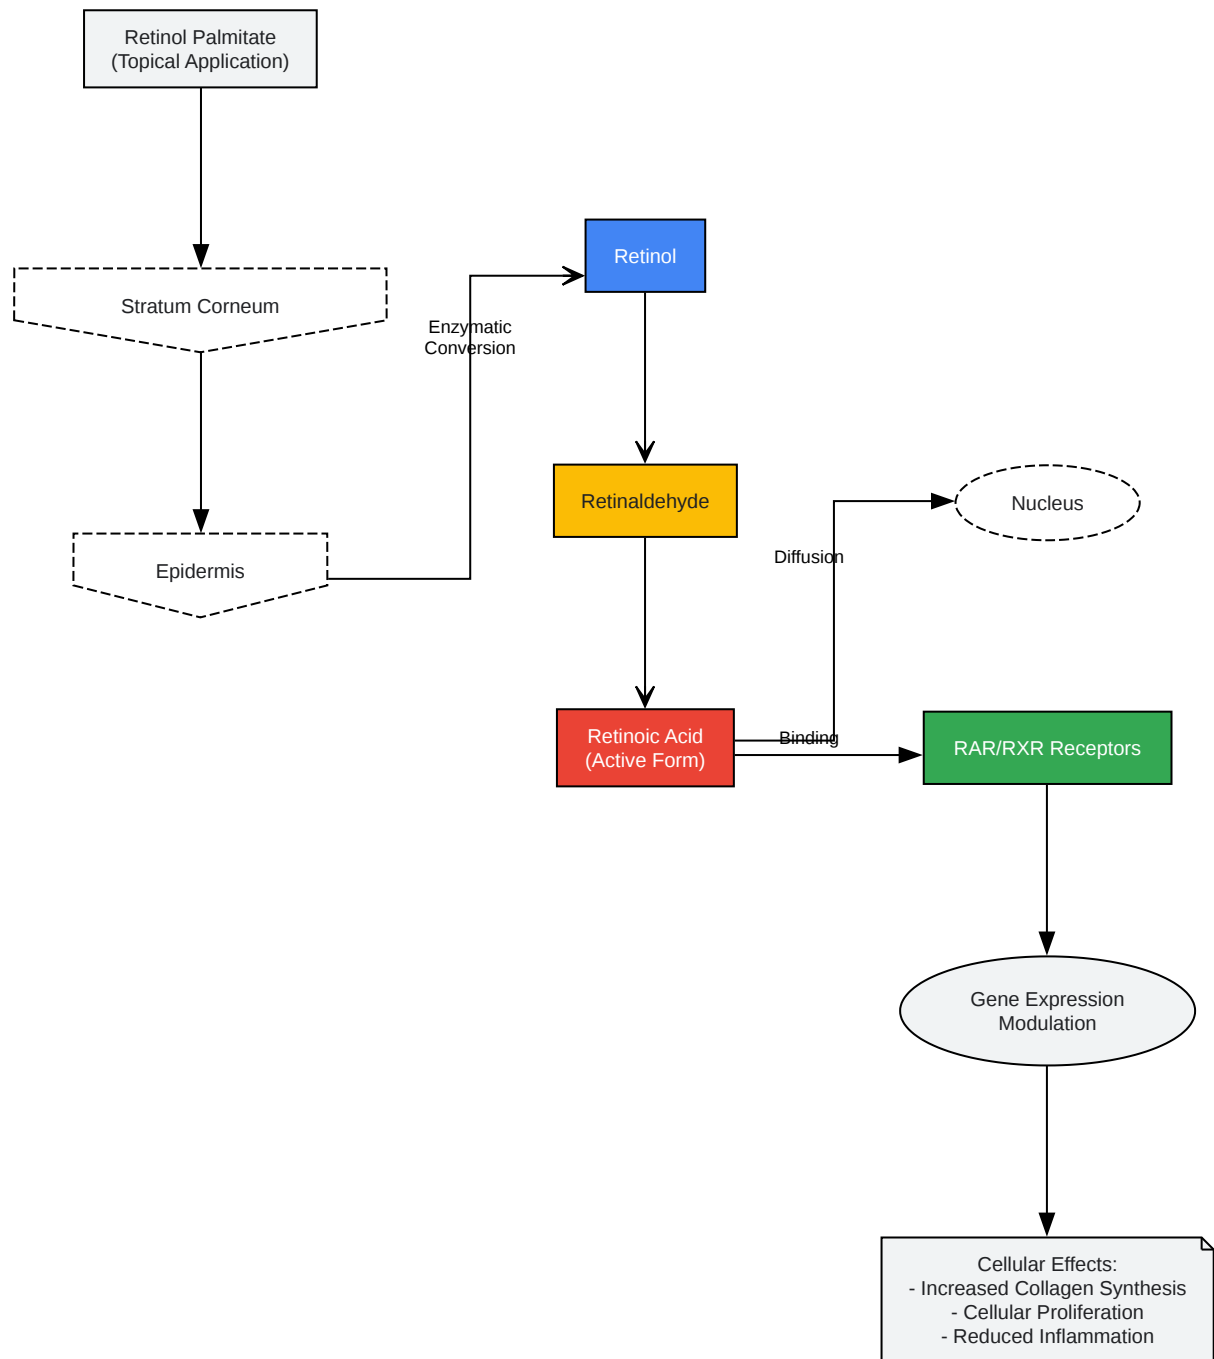 Retinol Palmitate
(Topical Application)
Stratum Corneum
Epidermis
Enzymatic
Conversion
Retinol
Retinaldehyde
Retinoic Acid
(Active Form)
Diffusion
Binding
Nucleus
RAR/RXR Receptors
Gene Expression
Modulation
Cellular Effects:
- Increased Collagen Synthesis
- Cellular Proliferation
- Reduced Inflammation